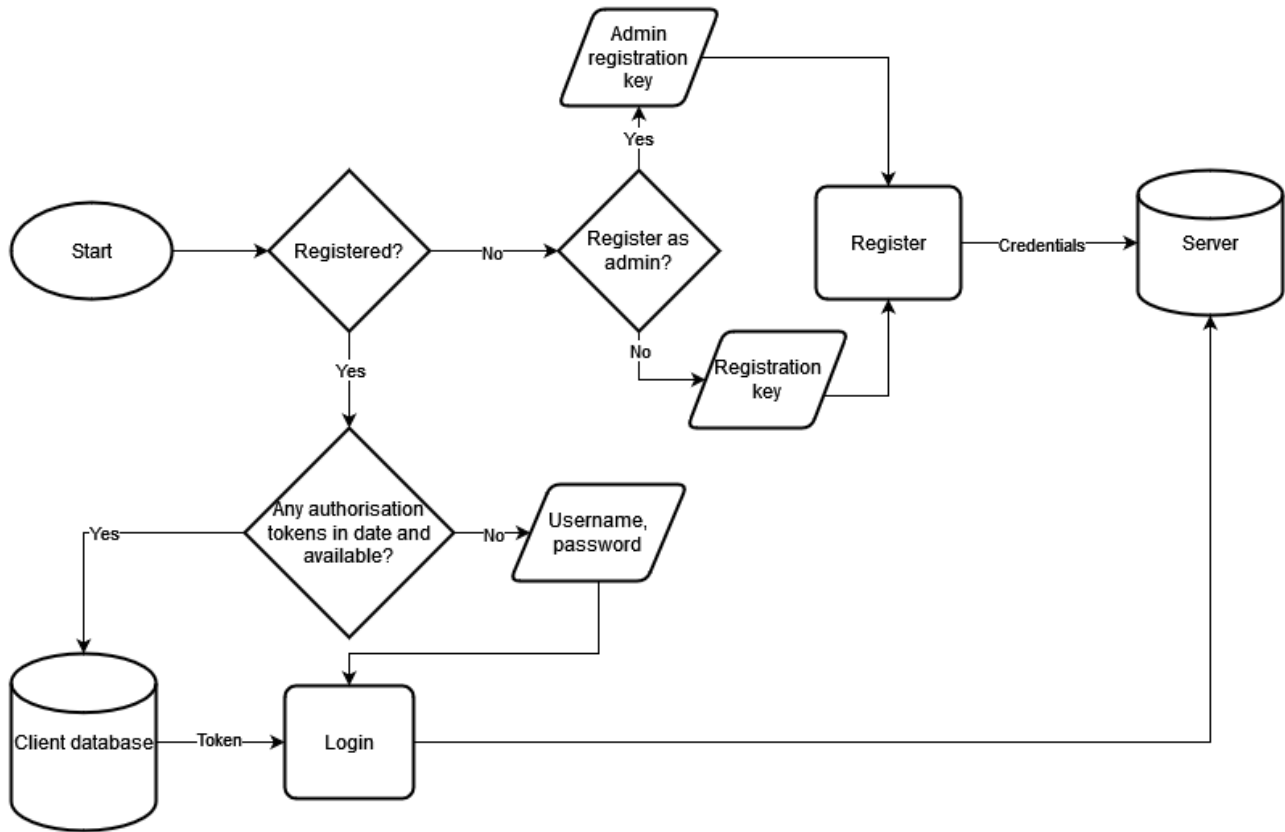 Admin
registration
key
Yes
Start
Registered?
No
Register as
admin?
Register
Credentials
Server
No
Registration
key
Yes
Any authorisation
tokens in date and
available?
Yes
No
Username,
password
Client database
Token
Login